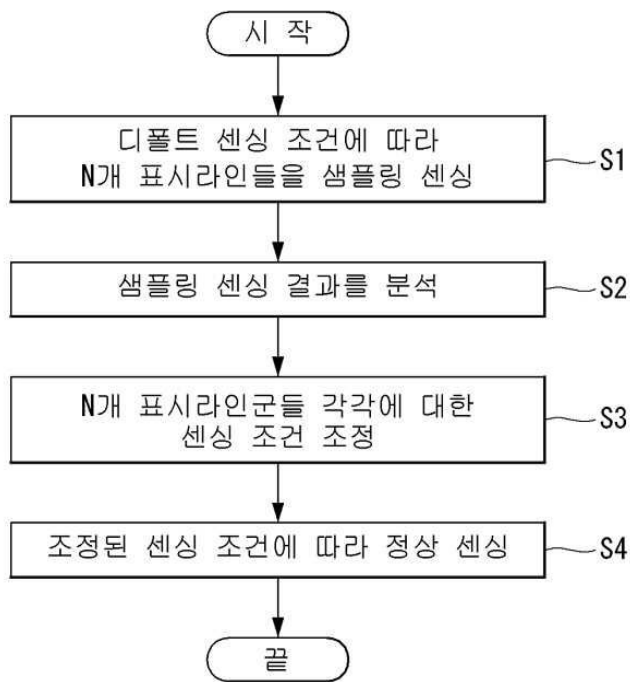 시 작
디폴트 센싱 조건에 따라
N개 표시라인들을 샘플링 센싱
S1
샘플링 센싱 결과를 분석
S2
N개 표시라인군들 각각에 대한
센싱 조건 조정
S3
조정된 센싱 조건에 따라 정상 센싱
S4
끝